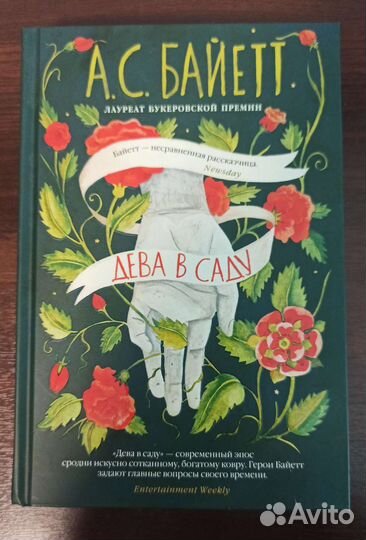 А.С. БАЙЕТТ
ЛАУРЕАТ БУКЕРОВСКОЙ ПРЕМИИ
Байетт — несравненная рассказчица.
Newsday
ДЕВА В САДУ
«Дева в саду» — современный эпос
сродни искусно сотканному, богатому ковру. Герои Байетт
задают главные вопросы своего времени.
Entertainment Weekly
Avito